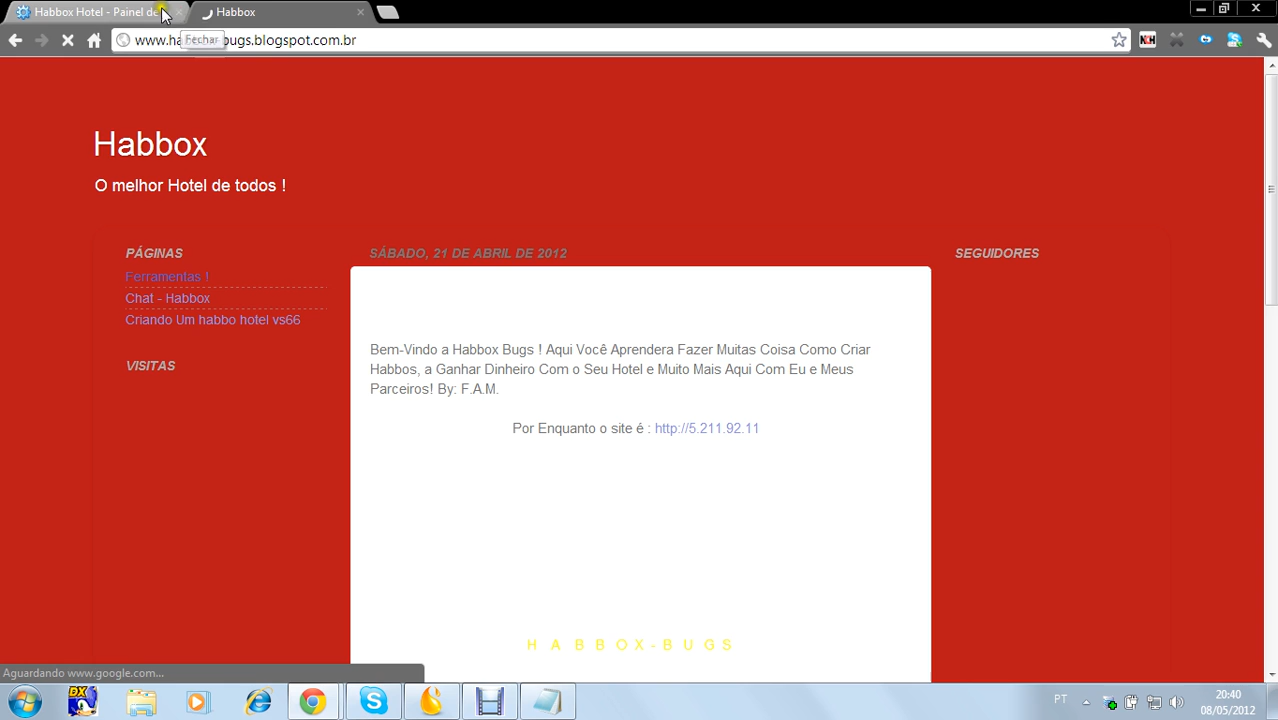 Habbox Hotel - Painel de
Habbox
www.ha
bugs.blogspot.com.br
Fechar
Habbox
O melhor Hotel de todos !
PÁGINAS
Ferramentas !
Chat - Habbox
Criando Um habbo hotel vs66
VISITAS
SÁBADO, 21 DE ABRIL DE 2012
Bem-Vindo a Habbox Bugs ! Aqui Você Aprendera Fazer Muitas Coisa Como Criar
Habbos, a Ganhar Dinheiro Com o Seu Hotel e Muito Mais Aqui Com Eu e Meus
Parceiros! By: F.A.M.
Por Enquanto o site é : http://5.211.92.11
H A B B O X - B U G S
SEGUIDORES
Aguardando www.google.com...
DX
PT
20:40
08/05/2012